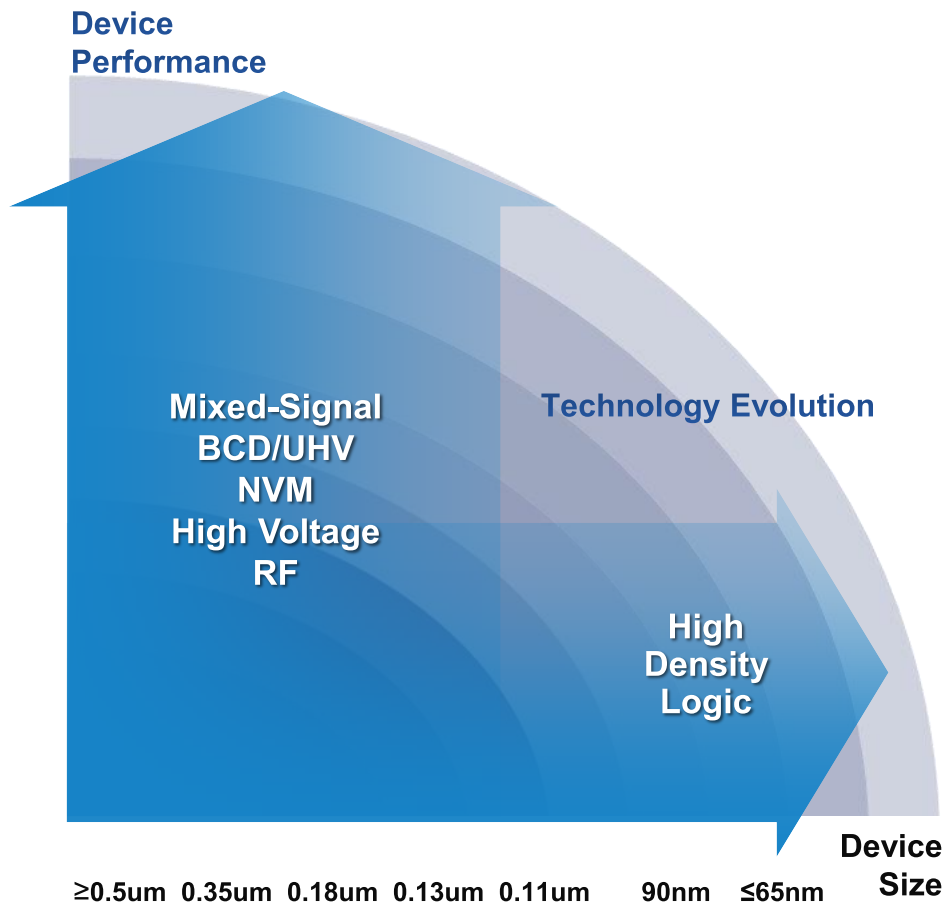 Device
Performance
Mixed-Signal
BCD/UHV
NVM
High Voltage
RF
Technology Evolution
High
Density
Logic
Device
Size
≥0.5um 0.35um 0.18um 0.13um 0.11um 90nm ≤65nm